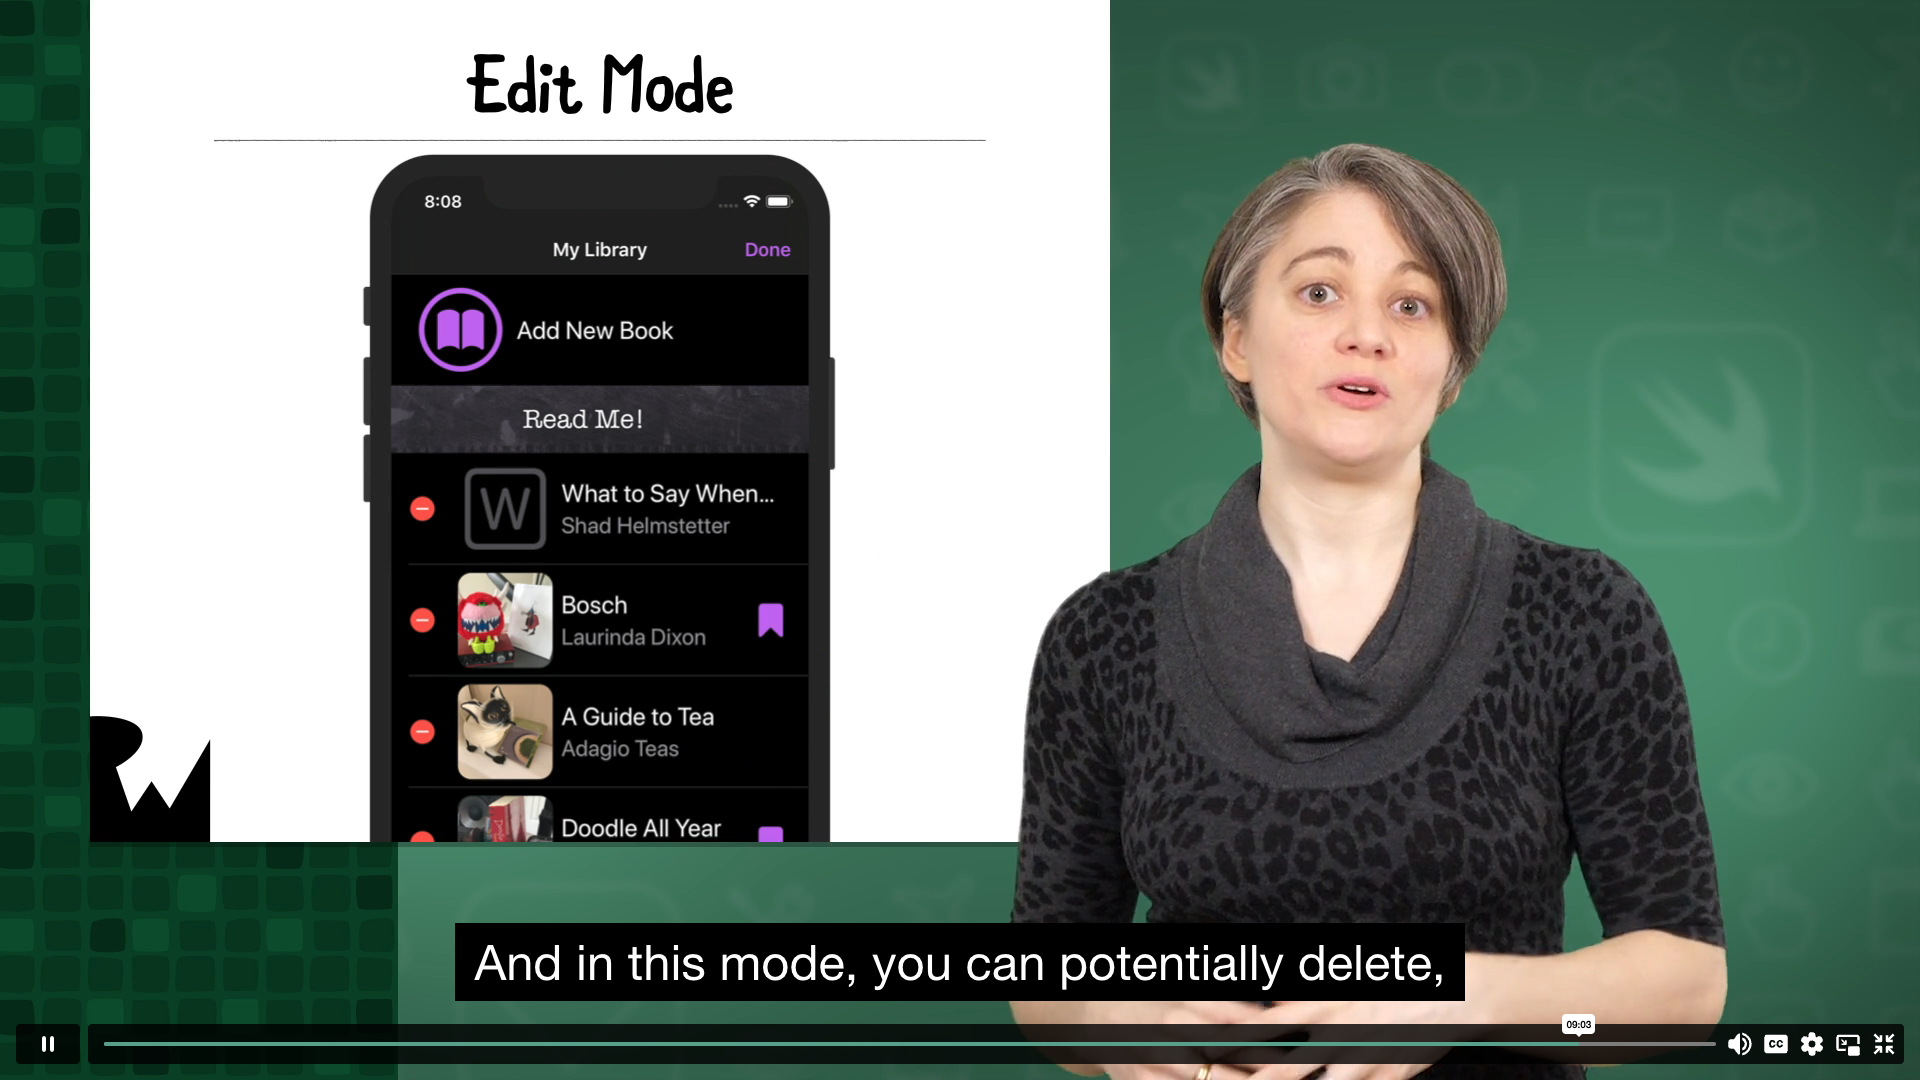 Edit Mode
8:08
My Library
Done
Add New Book
Read Me!
W
What to Say When...
Shad Helmstetter
Bosch
Laurinda Dixon
A Guide to Tea
Adagio Teas
Doodle All Year
RW
And in this mode, you can potentially delete,
09:03
CC